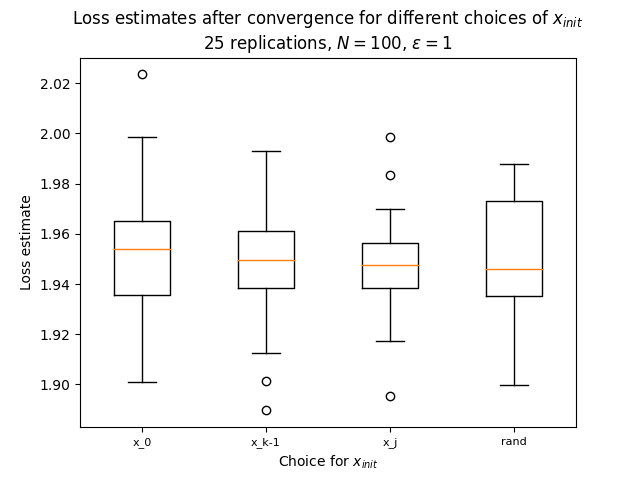 Loss estimates after convergence for different choices of x_init
25 replications, N = 100, ε = 1
Loss estimate
2.02
2.00
1.98
1.96
1.94
1.92
1.90
x_0 x_k-1 x_j rand
Choice for x_init